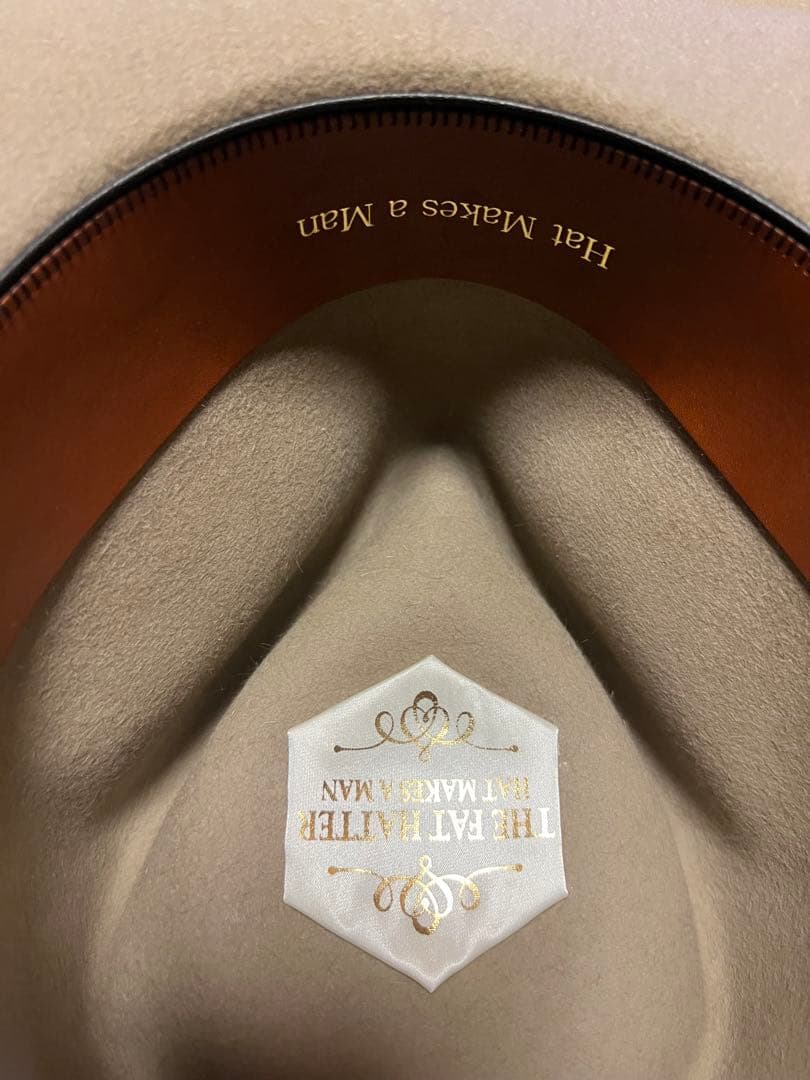 Hat Makes a Man
THE FAT HATTER
HAT MAKES A MAN